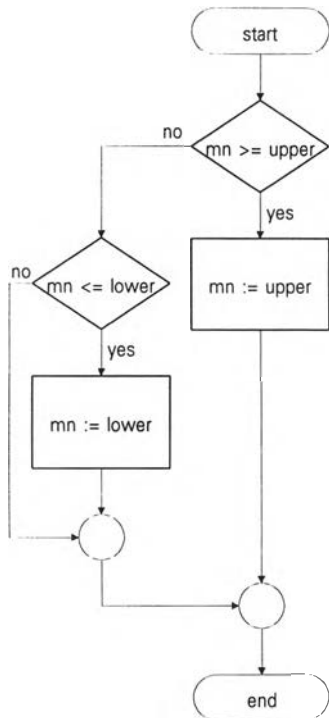 start
no
mn >= upper
yes
no
mn <= lower
mn := upper
yes
mn := lower
end